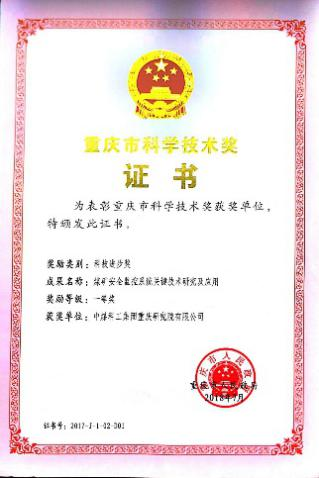 重庆市科学技术奖
证书
为表彰重庆市科学技术奖获奖单位，
特颁发此证书。
奖励类别：科技进步奖
成果名称：煤矿安全监控系统关键技术研究及应用
奖励等级：一等奖
获奖单位：中煤科工集团重庆研究院有限公司
重庆市人民政府
2018年7月
证书号：2017-J-1-02-D01